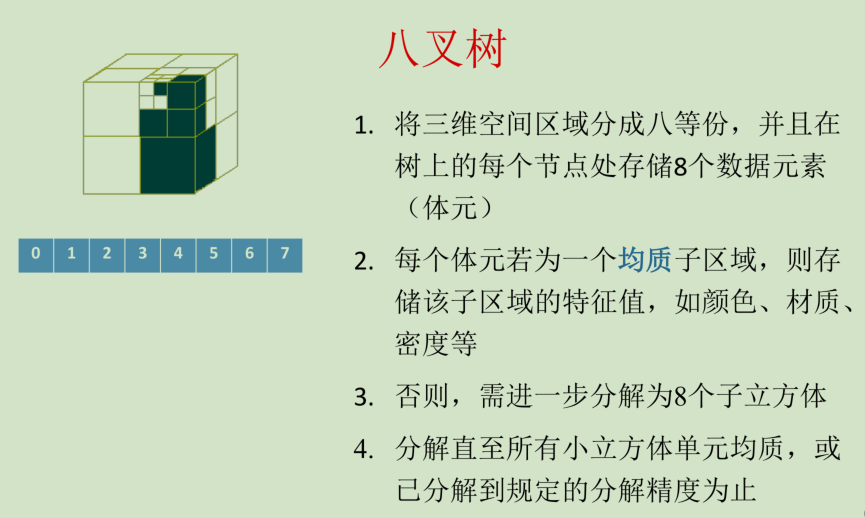 八叉树
0 1 2 3 4 5 6 7
1. 将三维空间区域分成八等份，并且在
树上的每个节点处存储8个数据元素
（体元）
2. 每个体元若为一个均质子区域，则存
储该子区域的特征值，如颜色、材质、
密度等
3. 否则，需进一步分解为8个子立方体
4. 分解直至所有小立方体单元均质，或
已分解到规定的分解精度为止